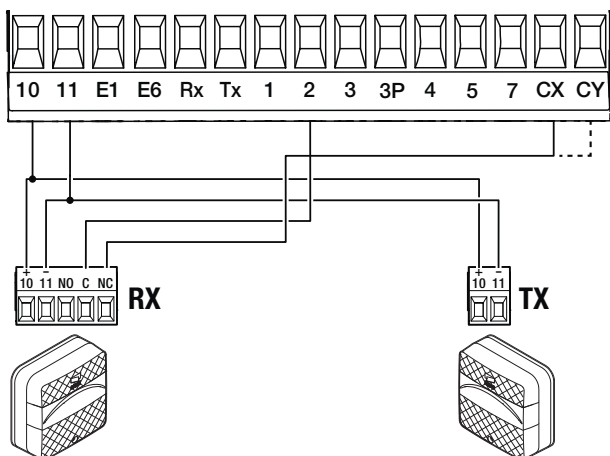 10 11 E1 E6 Rx Tx 1 2 3 3P 4 5 7 CX CY
+ −
10 11 NO C NC
RX
+ −
10 11
TX